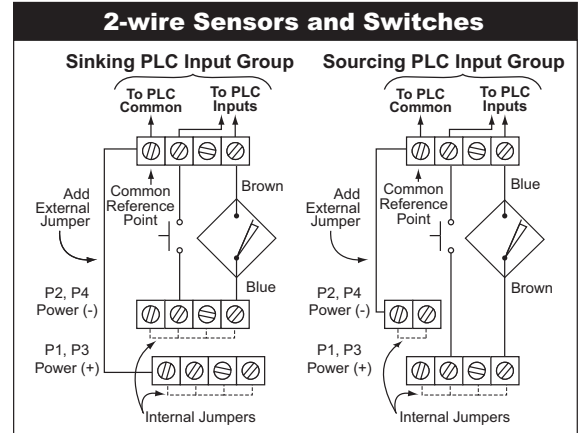 2-wire Sensors and Switches
Sinking PLC Input Group
To PLC
Common
To PLC
Inputs
Add
External
Jumper
Common
Reference
Point
Brown
Blue
P2, P4
Power (-)
P1, P3
Power (+)
Internal Jumpers
Sourcing PLC Input Group
To PLC
Common
To PLC
Inputs
Add
External
Jumper
Common
Reference
Point
Blue
Brown
P2, P4
Power (-)
P1, P3
Power (+)
Internal Jumpers